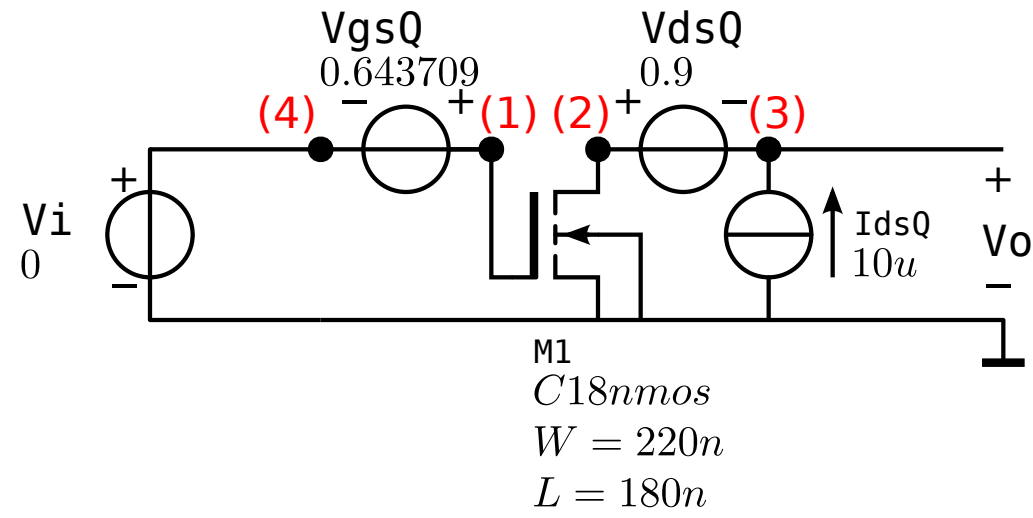 VgsQ
0.643709
VdsQ
0.9
− + + −
(4) (1) (2) (3)
+
Vi
0
−
IdsQ
10u
+
Vo
−
M1
C18nmos
W = 220n
L = 180n